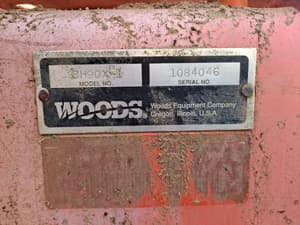 BH90X-1 1084046
MODEL NO. SERIAL NO.
WOODS Woods Equipment Company
Oregon, Illinois, U.S.A.